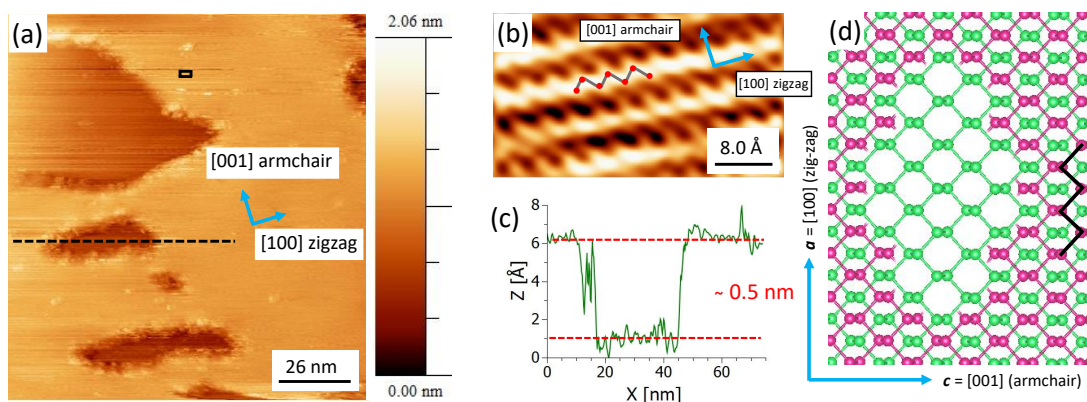 (a)
2.06 nm
[001] armchair
[100] zigzag
26 nm
0.00 nm
(b)
[001] armchair
[100] zigzag
8.0 Å
(c)
8
6
4
2
0
Z [Å]
~ 0.5 nm
0 20 40 60
X [nm]
(d)
a = [100] (zig-zag)
c = [001] (armchair)